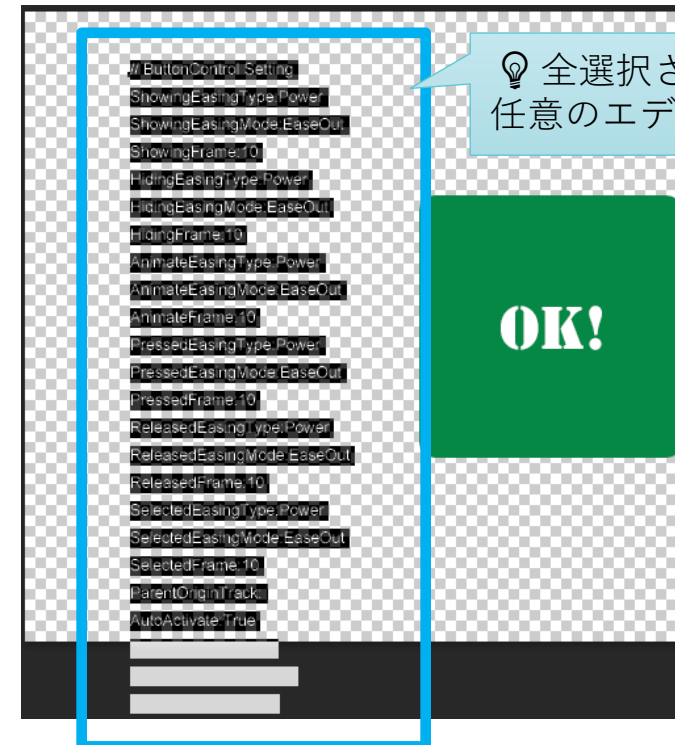 // ButtonControl Setting
ShowingEasingType:Power
ShowingEasingMode:EaseOut
ShowingFrame:10
HidingEasingType:Power
HidingEasingMode:EaseOut
HidingFrame:10
AnimateEasingType:Power
AnimateEasingMode:EaseOut
AnimateFrame:10
PressedEasingType:Power
PressedEasingMode:EaseOut
PressedFrame:10
ReleasedEasingType:Power
ReleasedEasingMode:EaseOut
ReleasedFrame:10
SelectedEasingType:Power
SelectedEasingMode:EaseOut
SelectedFrame:10
ParentOriginTrack:
AutoActivate:True
全選択さ
任意のエデ
OK!